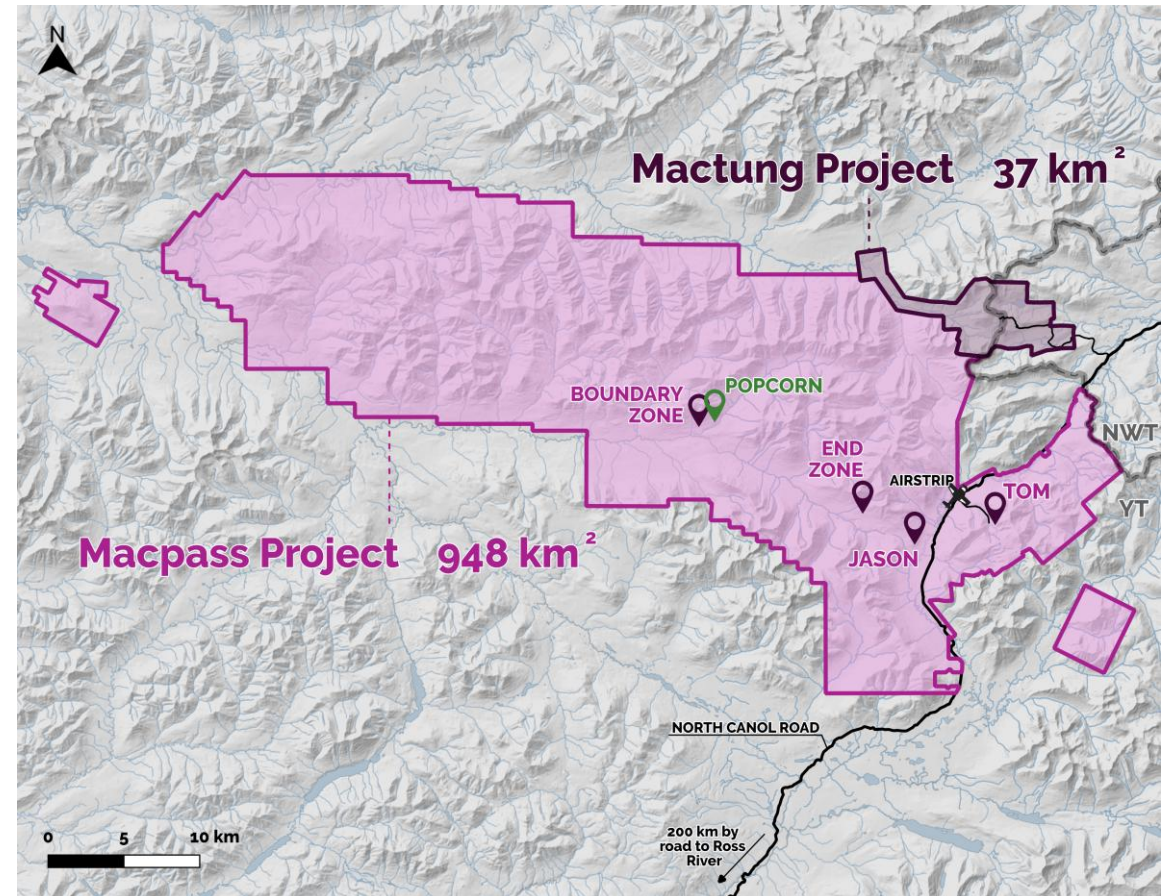 N
Mactung Project 37 km²
BOUNDARY
ZONE
POPCORN
END
ZONE
AIRSTRIP
TOM
NWT
YT
JASON
Macpass Project 948 km²
NORTH CANOL ROAD
0 5 10 km
200 km by
road to Ross
River